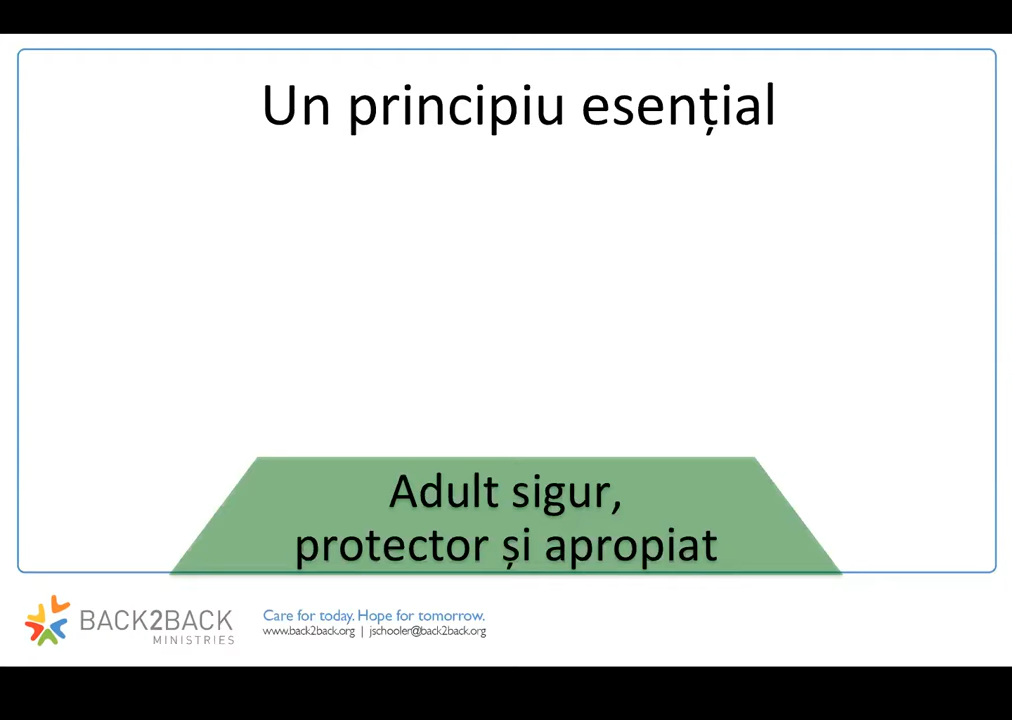 Un principiu esențial
Adult sigur,
protector și apropiat
BACK2BACK
MINISTRIES
Care for today. Hope for tomorrow.
www.back2back.org | jschooler@back2back.org